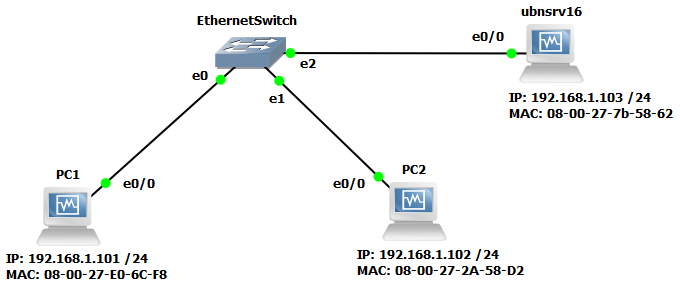 ubnsrv16
EthernetSwitch
e0/0
e2
e0
e1
IP: 192.168.1.103 /24
MAC: 08-00-27-7b-58-62
PC1
PC2
e0/0
e0/0
IP: 192.168.1.101 /24
MAC: 08-00-27-E0-6C-F8
IP: 192.168.1.102 /24
MAC: 08-00-27-2A-58-D2